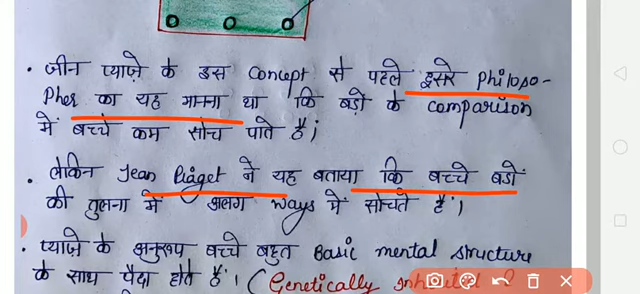 · जीन प्याज़े के इस concept से पहले दूसरे Philoso-
Pher का यह मानना था कि बड़ों के comparison
में बच्चे कम सोच पाते हैं;
· लेकिन Jean Piaget ने यह बताया कि बच्चे बडों
की तुलना में अलग ways में सोचते हैं।
· प्याज़े के अनुरूप बच्चे बहुत Basic mental structure
के साथ पैदा होते हैं। (Genetically